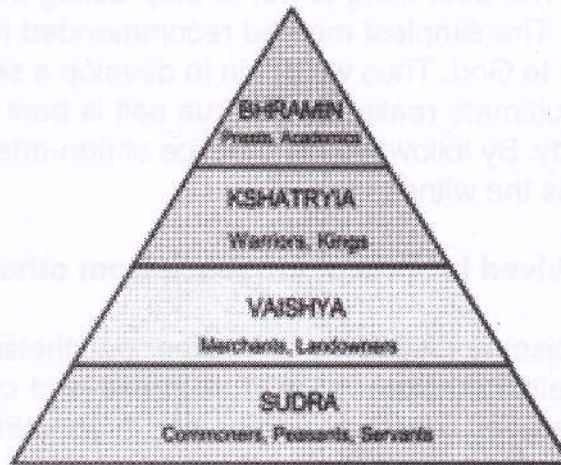 BHRAMIN
Priests, Academics
KSHATRYIA
Warriors, Kings
VAISHYA
Merchants, Landowners
SUDRA
Commoners, Peasants, Servants